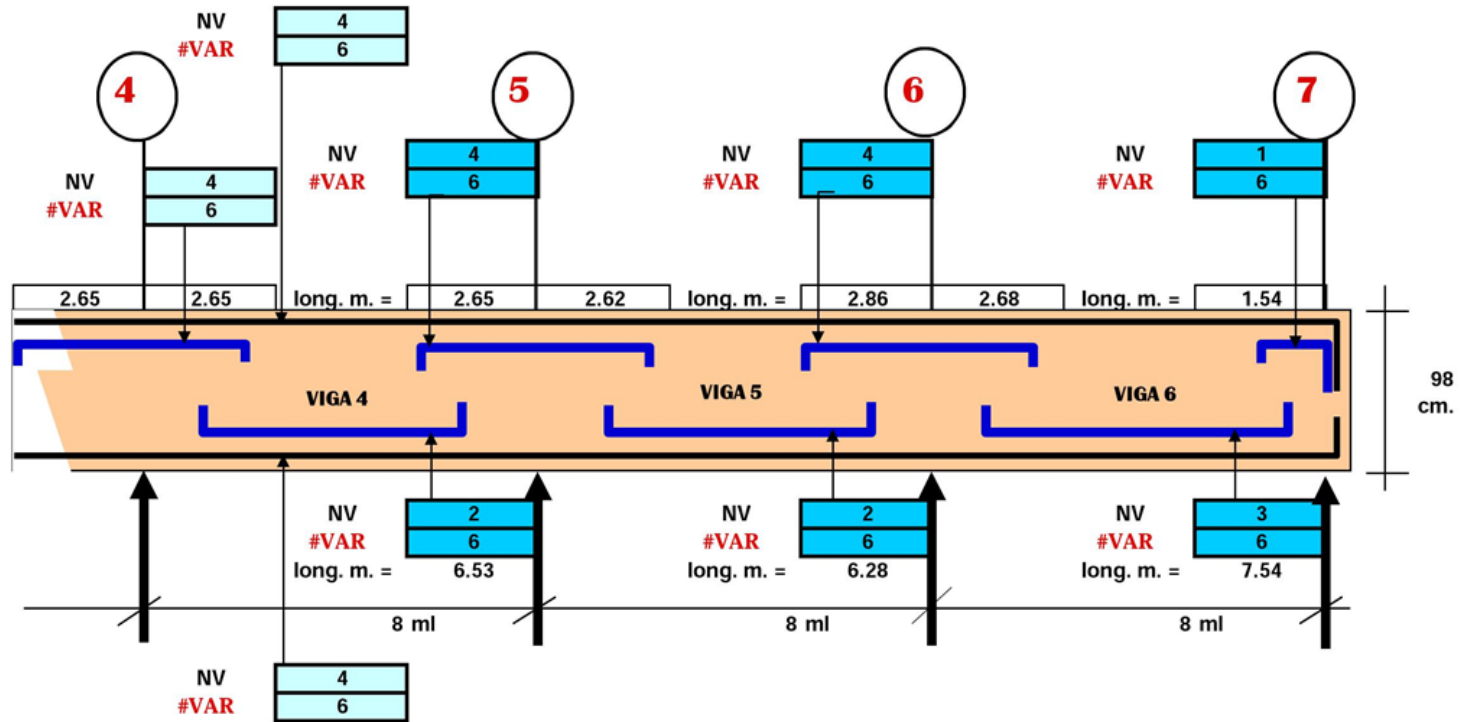 NV 4
#VAR 6
4 5 6 7
NV 4 NV 4 NV 1
#VAR 6 #VAR 6 #VAR 6
NV 4
#VAR 6
2.65 2.65 long. m. = 2.65 2.62 long. m. = 2.86 2.68 long. m. = 1.54
VIGA 4 VIGA 5 VIGA 6
98
cm.
NV 2 NV 2 NV 3
#VAR 6 #VAR 6 #VAR 6
long. m. = 6.53 long. m. = 6.28 long. m. = 7.54
8 ml 8 ml 8 ml
NV 4
#VAR 6